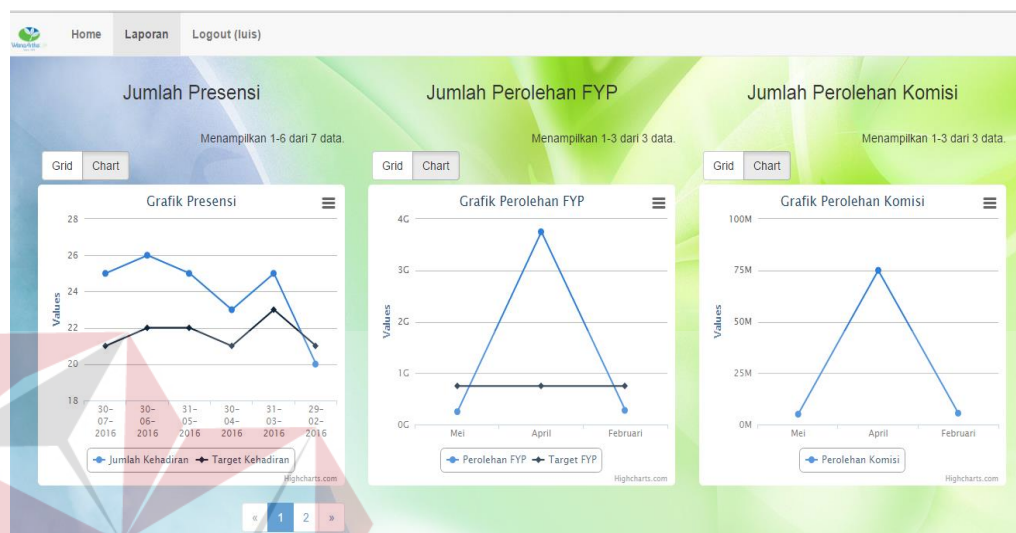 Home Laporan Logout (luis)
Jumlah Presensi
Menampilkan 1-6 dari 7 data.
Grid Chart
Grafik Presensi
Values
28
26
24
22
20
18
30-07-2016 30-06-2016 31-05-2016 30-04-2016 31-03-2016 29-02-2016
Jumlah Kehadiran Target Kehadiran
Highcharts.com
« 1 2 »
Jumlah Perolehan FYP
Menampilkan 1-3 dari 3 data.
Grid Chart
Grafik Perolehan FYP
Values
4G
3G
2G
1G
0G
Mei April Februari
Perolehan FYP Target FYP
Highcharts.com
Jumlah Perolehan Komisi
Menampilkan 1-3 dari 3 data.
Grid Chart
Grafik Perolehan Komisi
Values
100M
75M
50M
25M
0M
Mei April Februari
Perolehan Komisi
Highcharts.com